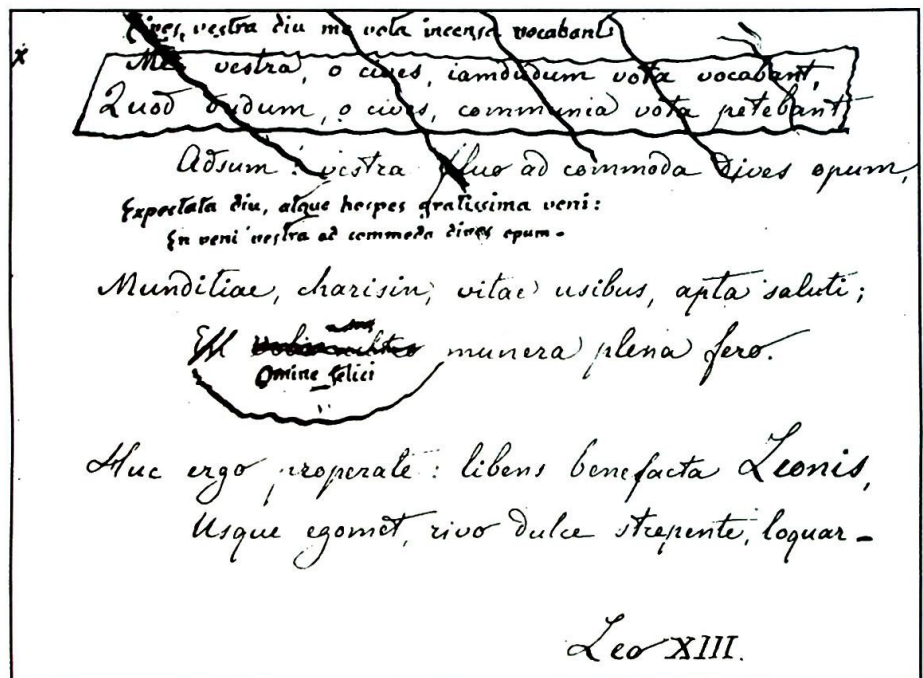 Cives, vestra diu me vota incensa vocabant
x
Me vestra, o cives, iamdudum vota vocabant,
Quod dudum, o cives, communia vota petebant
Adsum : vestra fluo ad commoda dives opum,
Expectata diu, atque hospes gratissima veni :
En veni vestra ad commoda dives opum -
Munditiae, charisin, vitae usibus, apta saluti ;
munera plena fero.
Omine felici
Huc ergo properate : libens benefacta Leonis,
Usque egomet, rivo dulce strepente, loquar -
Leo XIII.